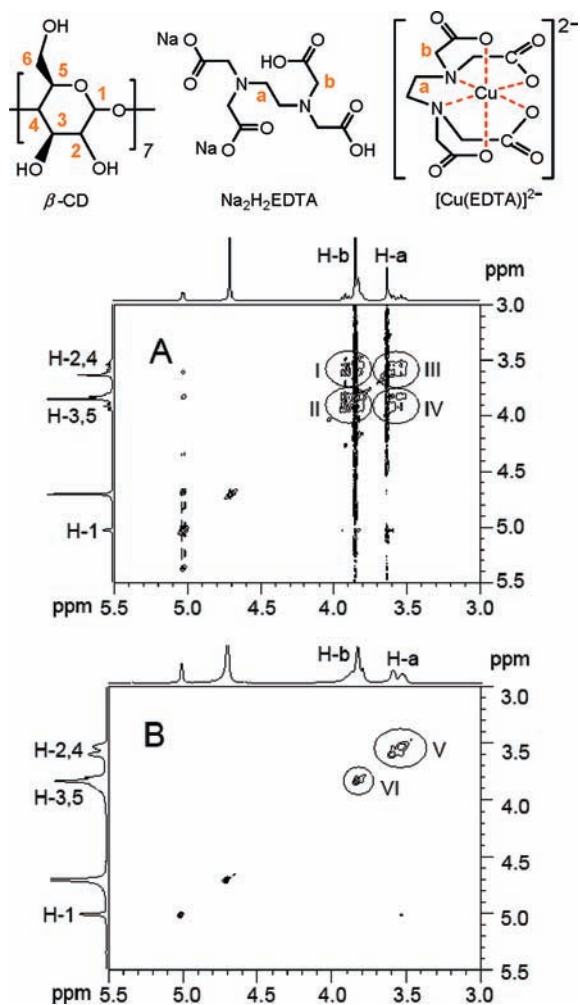 OH
6
5
O
1
4
3
2
O
HO
OH
7
β-CD
Na O
O
N
a
N
O
Na O
O
HO
b
O
OH
Na₂H₂EDTA
2−
b
a
O
C
O
N
Cu
N
O
C
O
O
C
O
O
C
O
[Cu(EDTA)]²⁻
H-b H-a ppm
A
I III
II IV
H-2,4
H-3,5
H-1
3.0
3.5
4.0
4.5
5.0
5.5
ppm
5.5 5.0 4.5 4.0 3.5 3.0
H-b H-a ppm
B
V
VI
H-2,4
H-3,5
H-1
3.0
3.5
4.0
4.5
5.0
ppm
5.5 5.0 4.5 4.0 3.5 3.0